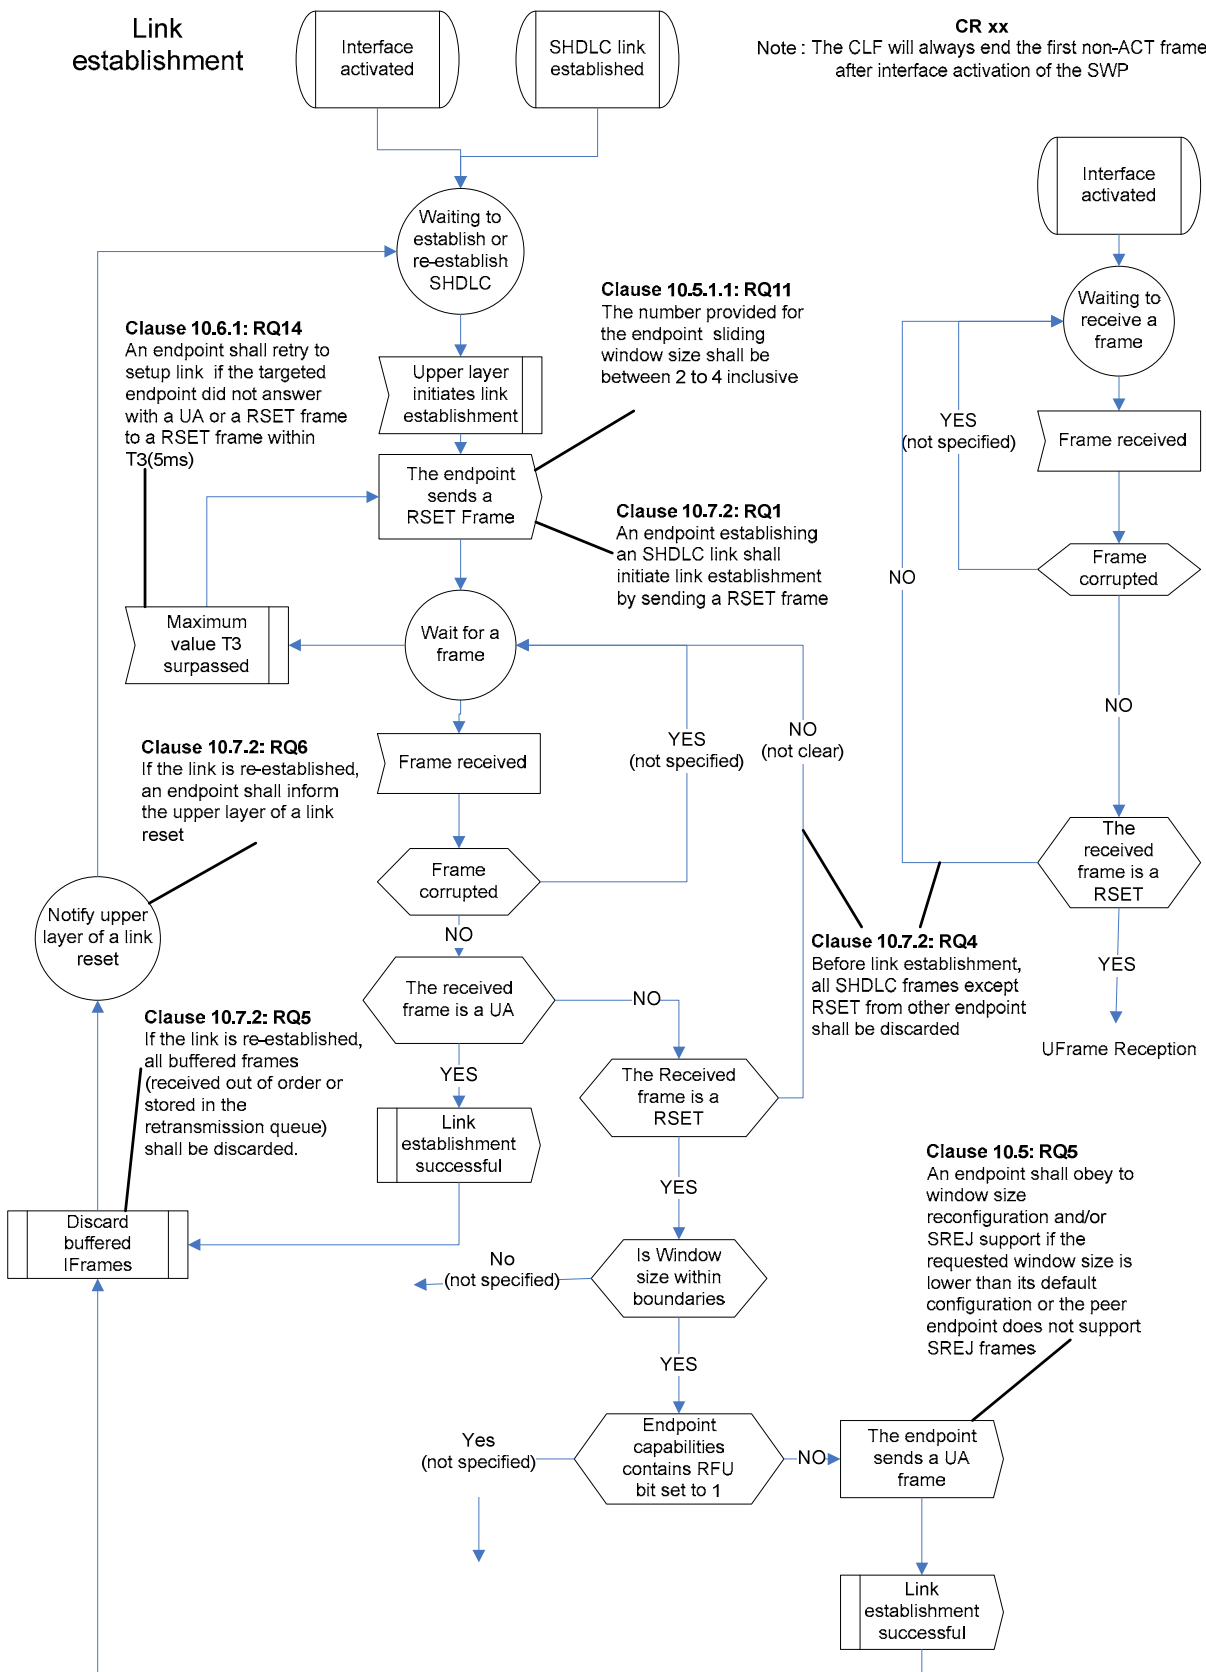 Link
establishment
Interface
activated
SHDLC link
established
CR xx
Note : The CLF will always end the first non-ACT frame
after interface activation of the SWP
Interface
activated
Waiting to
establish or
re-establish
SHDLC
Waiting to
receive a
frame
Clause 10.5.1.1: RQ11
The number provided for
the endpoint sliding
window size shall be
between 2 to 4 inclusive
Clause 10.6.1: RQ14
An endpoint shall retry to
setup link if the targeted
endpoint did not answer
with a UA or a RSET frame
to a RSET frame within
T3(5ms)
Upper layer
initiates link
establishment
YES
(not specified)
Frame received
The endpoint
sends a
RSET Frame
Clause 10.7.2: RQ1
An endpoint establishing
an SHDLC link shall
initiate link establishment
by sending a RSET frame
NO
Frame
corrupted
Maximum
value T3
surpassed
Wait for a
frame
NO
Clause 10.7.2: RQ6
If the link is re-established,
an endpoint shall inform
the upper layer of a link
reset
Frame received
YES
(not specified)
NO
(not clear)
The
received
frame is a
RSET
Frame
corrupted
Notify upper
layer of a link
reset
NO
Clause 10.7.2: RQ4
Before link establishment,
all SHDLC frames except
RSET from other endpoint
shall be discarded
YES
The received
frame is a UA
NO
Clause 10.7.2: RQ5
If the link is re-established,
all buffered frames
(received out of order or
stored in the
retransmission queue)
shall be discarded.
UFrame Reception
YES
The Received
frame is a
RSET
Link
establishment
successful
Clause 10.5: RQ5
An endpoint shall obey to
window size
reconfiguration and/or
SREJ support if the
requested window size is
lower than its default
configuration or the peer
endpoint does not support
SREJ frames
YES
Discard
buffered
IFrames
No
(not specified)
Is Window
size within
boundaries
YES
Yes
(not specified)
Endpoint
capabilities
contains RFU
bit set to 1
NO
The endpoint
sends a UA
frame
Link
establishment
successful